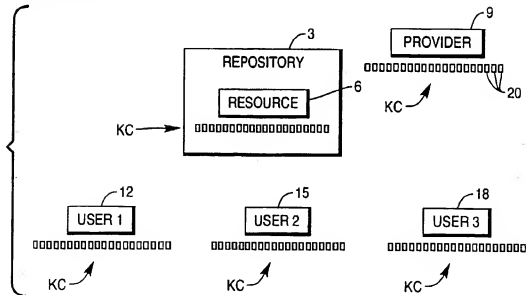 3
9
REPOSITORY
PROVIDER
RESOURCE
6
20
KC
KC
12
15
18
USER 1
USER 2
USER 3
KC
KC
KC